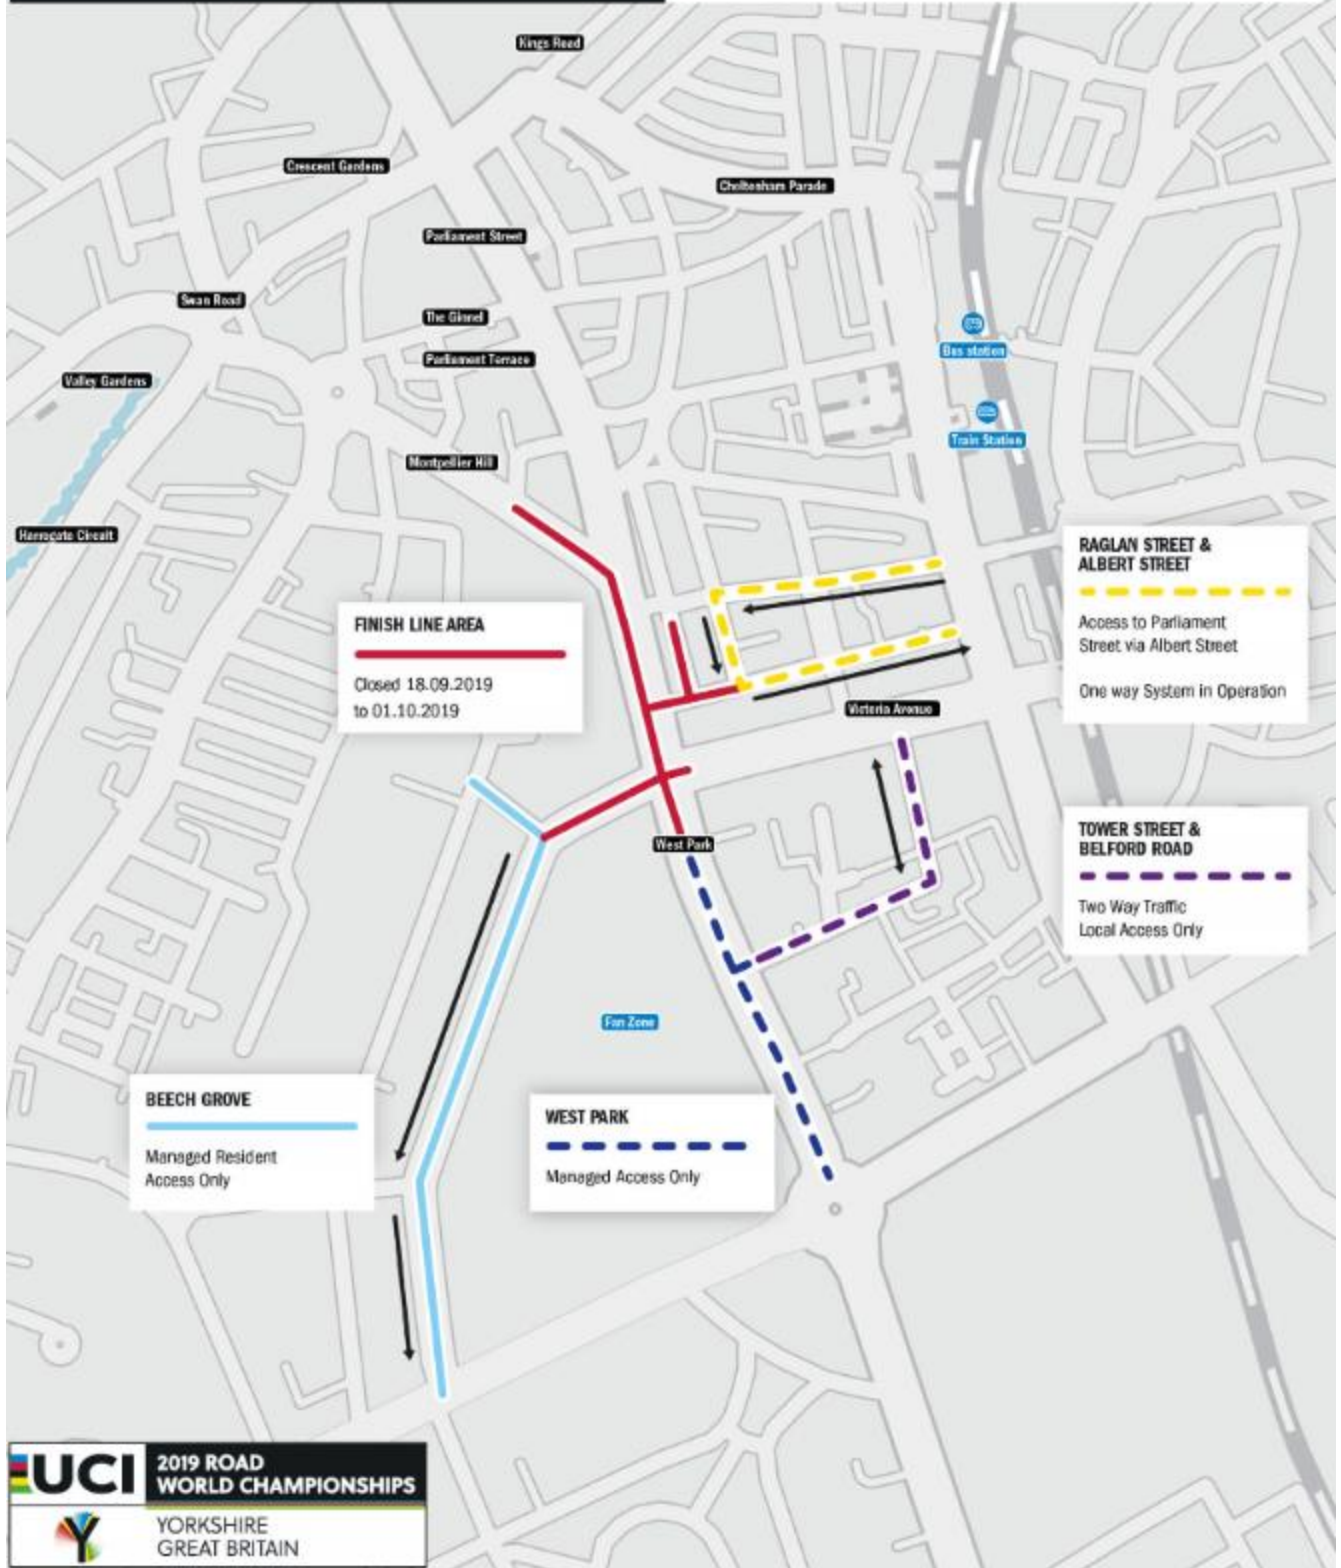 Kings Road
Crescent Gardens
Cheltenham Parade
Parliament Street
Swan Road
The Ginnel
Bus station
Parliament Terrace
Valley Gardens
Train Station
Montpellier Hill
Harrogate Circuit
RAGLAN STREET &
ALBERT STREET
Access to Parliament
Street via Albert Street
One way System in Operation
FINISH LINE AREA
Closed 18.09.2019
to 01.10.2019
Victoria Avenue
TOWER STREET &
BELFORD ROAD
Two Way Traffic
Local Access Only
West Park
Fan Zone
BEECH GROVE
Managed Resident
Access Only
WEST PARK
Managed Access Only
UCI
2019 ROAD
WORLD CHAMPIONSHIPS
YORKSHIRE
GREAT BRITAIN